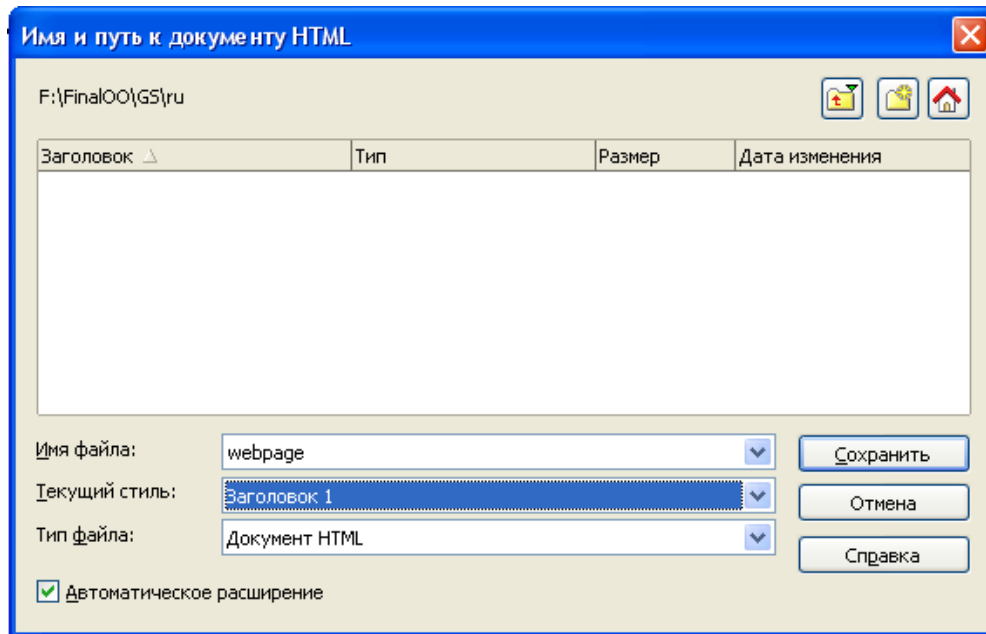 Имя и путь к документу HTML
F:\FinalOO\GS\ru
Заголовок Тип Размер Дата изменения
Имя файла: webpage Сохранить
Текущий стиль: Заголовок 1 Отмена
Тип файла: Документ HTML Справка
Автоматическое расширение